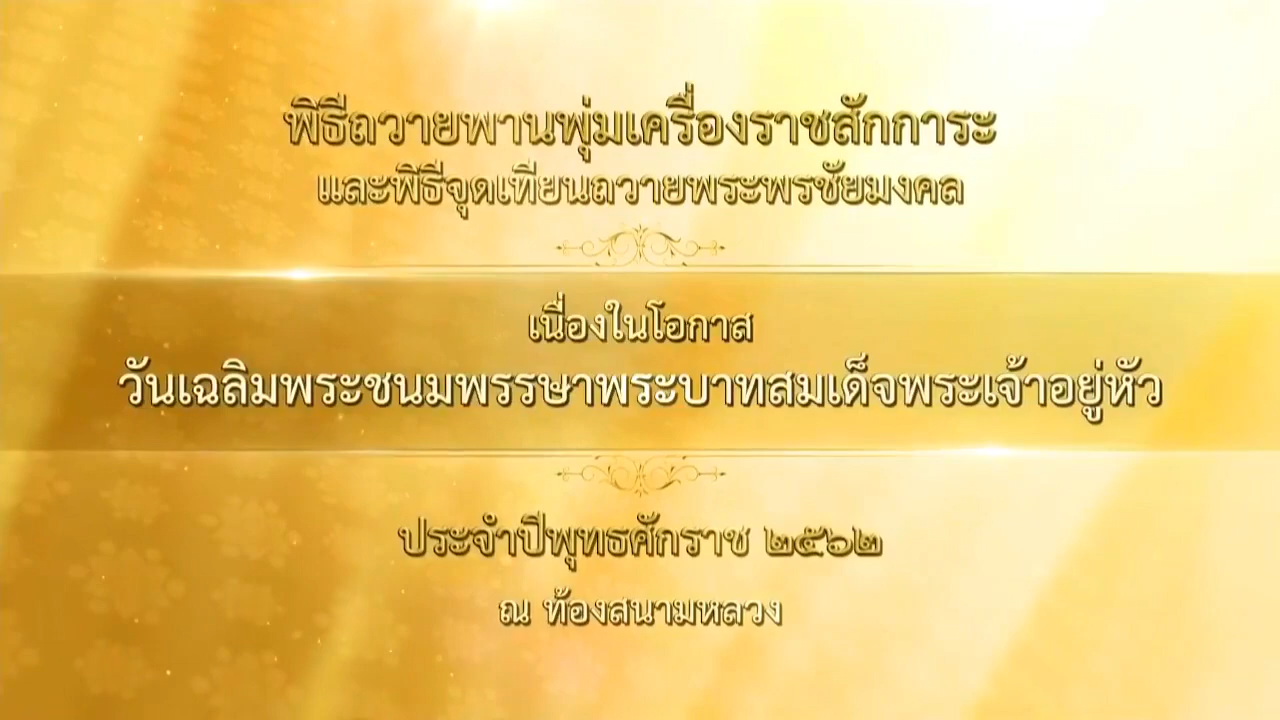 พิธีถวายพานพุ่มเครื่องราชสักการะ
และพิธีจุดเทียนถวายพระพรชัยมงคล
เนื่องในโอกาส
วันเฉลิมพระชนมพรรษาพระบาทสมเด็จพระเจ้าอยู่หัว
ประจำปีพุทธศักราช ๒๕๖๒
ณ ท้องสนามหลวง